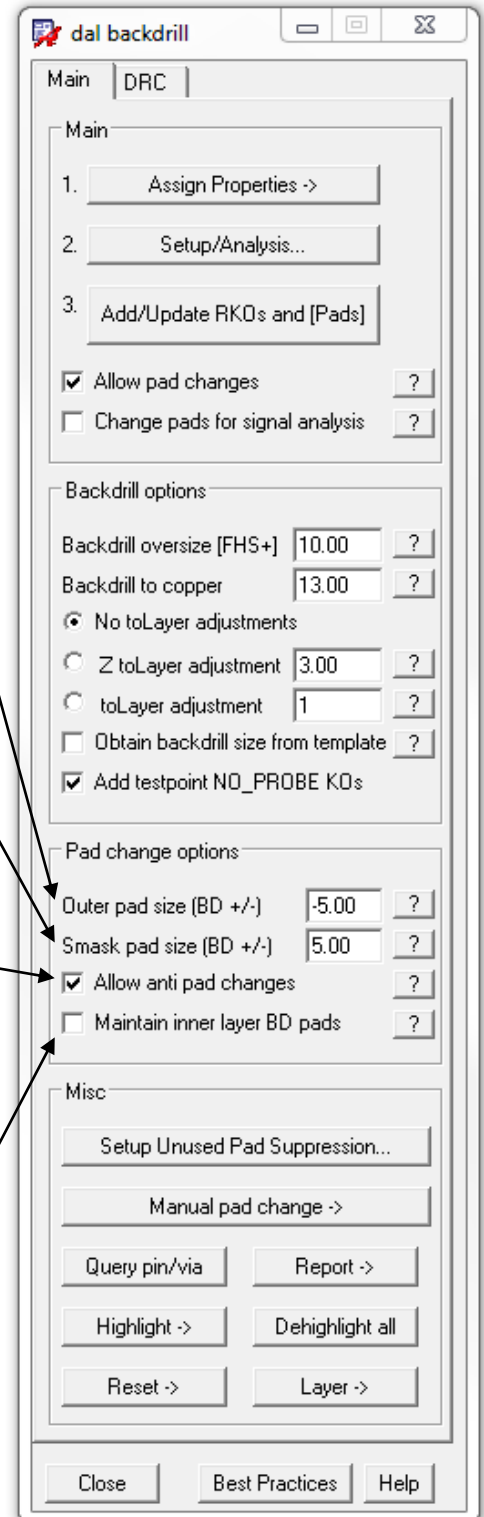 dal backdrill
Main DRC
Main
1. Assign Properties ->
2. Setup/Analysis...
3. Add/Update RKOs and [Pads]
Allow pad changes ?
Change pads for signal analysis ?
Backdrill options
Backdrill oversize [FHS+] 10.00 ?
Backdrill to copper 13.00 ?
No toLayer adjustments
Z toLayer adjustment 3.00 ?
toLayer adjustment 1 ?
Obtain backdrill size from template ?
Add testpoint NO_PROBE KOs
Pad change options
Outer pad size (BD +/-) -5.00 ?
Smask pad size (BD +/-) 5.00 ?
Allow anti pad changes ?
Maintain inner layer BD pads ?
Misc
Setup Unused Pad Suppression...
Manual pad change ->
Query pin/via Report ->
Highlight -> Dehighlight all
Reset -> Layer ->
Close Best Practices Help